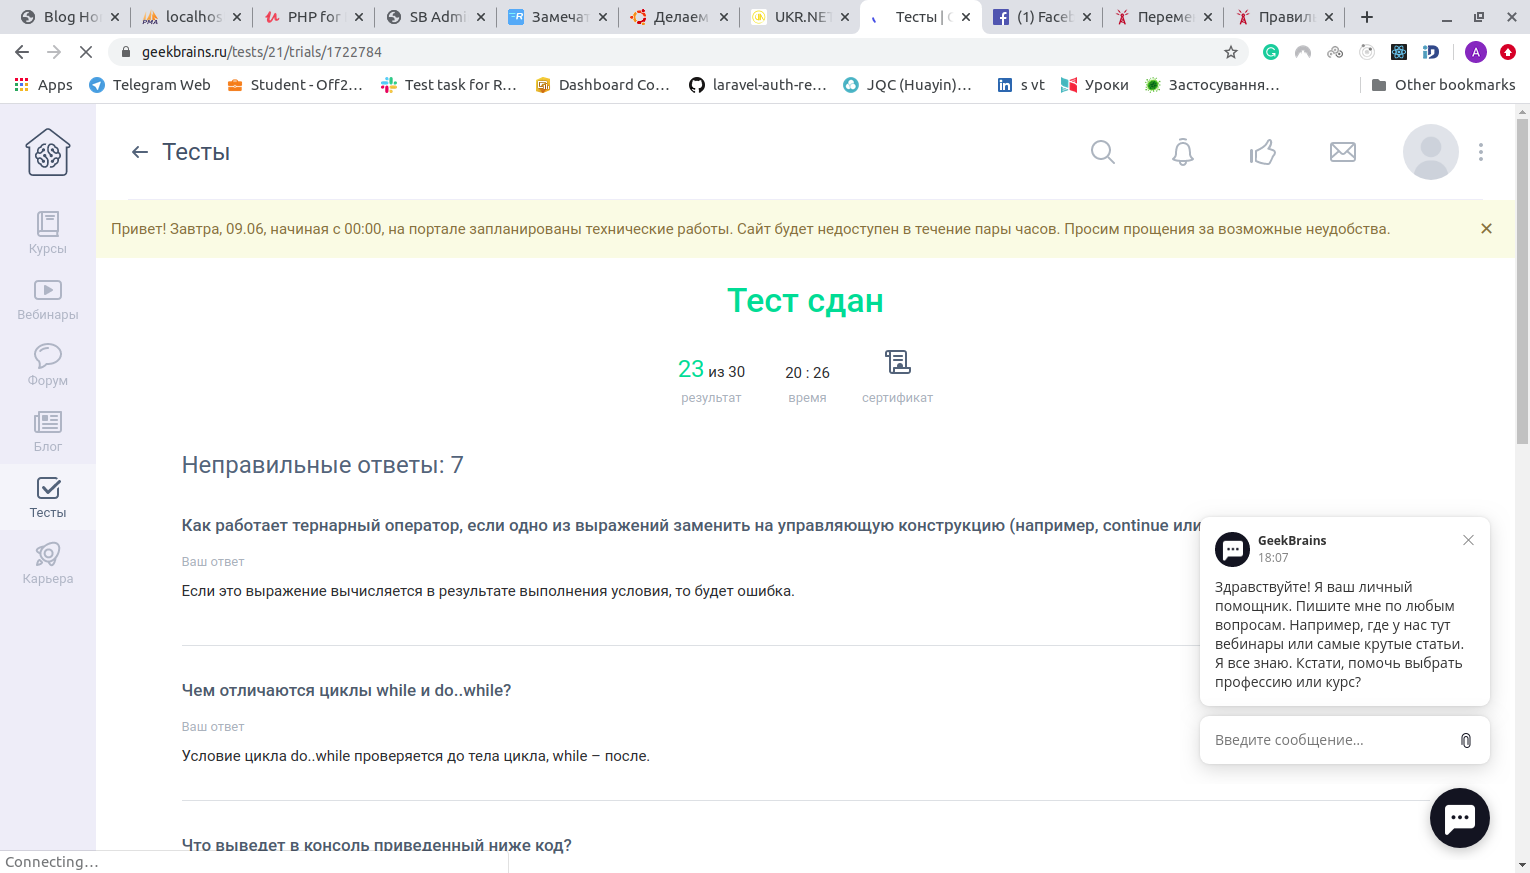 Blog Ho
localhos
PHP for
SB Admi
Замечат
Делаем
UKR.NET
Тесты | G
(1) Faceb
Переме
Правил
geekbrains.ru/tests/21/trials/1722784
A
Apps
Telegram Web
Student - Off2…
Test task for R…
Dashboard Co…
laravel-auth-re…
JQC (Huayin)…
s vt
Уроки
Застосування…
Other bookmarks
Тесты
Курсы
Вебинары
Форум
Блог
Тесты
Карьера
Привет! Завтра, 09.06, начиная с 00:00, на портале запланированы технические работы. Сайт будет недоступен в течение пары часов. Просим прощения за возможные неудобства.
Тест сдан
23 из 30
результат
20 : 26
время
сертификат
Неправильные ответы: 7
Как работает тернарный оператор, если одно из выражений заменить на управляющую конструкцию (например, continue или
Ваш ответ
Если это выражение вычисляется в результате выполнения условия, то будет ошибка.
Чем отличаются циклы while и do..while?
Ваш ответ
Условие цикла do..while проверяется до тела цикла, while – после.
Что выведет в консоль приведенный ниже код?
GeekBrains
18:07
Здравствуйте! Я ваш личный
помощник. Пишите мне по любым
вопросам. Например, где у нас тут
вебинары или самые крутые статьи.
Я все знаю. Кстати, помочь выбрать
профессию или курс?
Введите сообщение...
Connecting…